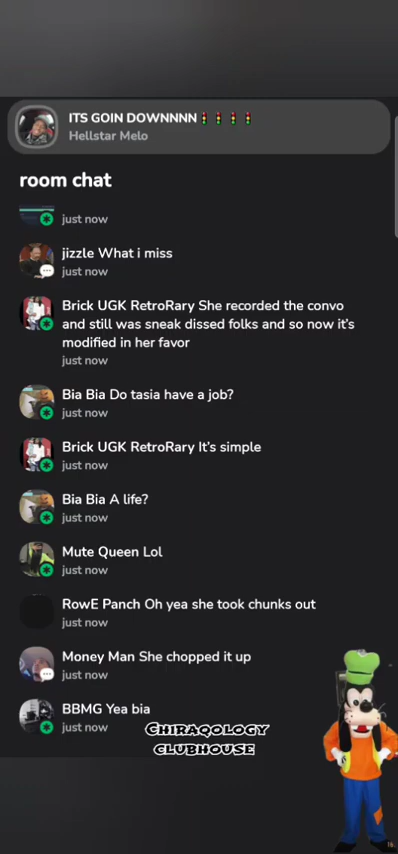 ITS GOIN DOWNNNN🚦🚦🚦🚦
Hellstar Melo
room chat
just now
jizzle What i miss
just now
Brick UGK RetroRary She recorded the convo
and still was sneak dissed folks and so now it's
modified in her favor
just now
Bia Bia Do tasia have a job?
just now
Brick UGK RetroRary It's simple
just now
Bia Bia A life?
just now
Mute Queen Lol
just now
RowE Panch Oh yea she took chunks out
just now
Money Man She chopped it up
just now
BBMG Yea bia
just now
CHIRAQOLOGY
CLUBHOUSE